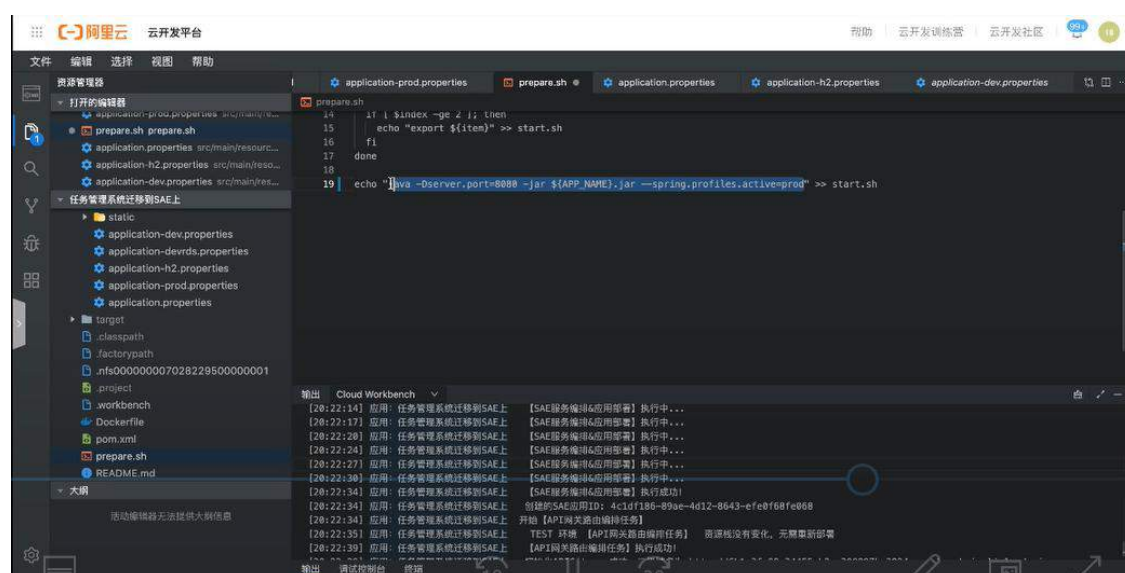 阿里云 云开发平台 帮助 云开发训练营 云开发社区 99+ 18
文件 编辑 选择 视图 帮助
资源管理器
application-prod.properties prepare.sh application.properties application-h2.properties application-dev.properties
打开的编辑器
prepare.sh
application-prod.properties src/main/re...
prepare.sh prepare.sh
application.properties src/main/resourc...
application-h2.properties src/main/reso...
application-dev.properties src/main/res...
任务管理系统迁移到SAE上
static
application-dev.properties
application-devrds.properties
application-h2.properties
application-prod.properties
application.properties
target
.classpath
.factorypath
.nfs000000007028229500000001
.project
.workbench
Dockerfile
pom.xml
prepare.sh
README.md
大纲
活动编辑器无法提供大纲信息
14 if [ $index -ge 2 ]; then
15 echo "export ${item}" >> start.sh
16 fi
17 done
18
19 echo "java -Dserver.port=8080 -jar ${APP_NAME}.jar --spring.profiles.active=prod" >> start.sh
输出 Cloud Workbench
[20:22:14] 应用: 任务管理系统迁移到SAE上 【SAE服务编排&应用部署】执行中...
[20:22:17] 应用: 任务管理系统迁移到SAE上 【SAE服务编排&应用部署】执行中...
[20:22:20] 应用: 任务管理系统迁移到SAE上 【SAE服务编排&应用部署】执行中...
[20:22:24] 应用: 任务管理系统迁移到SAE上 【SAE服务编排&应用部署】执行中...
[20:22:27] 应用: 任务管理系统迁移到SAE上 【SAE服务编排&应用部署】执行中...
[20:22:30] 应用: 任务管理系统迁移到SAE上 【SAE服务编排&应用部署】执行中...
[20:22:34] 应用: 任务管理系统迁移到SAE上 【SAE服务编排&应用部署】执行成功!
[20:22:34] 应用: 任务管理系统迁移到SAE上 创建的SAE应用ID: 4c1df186-89ae-4d12-8643-efe0f68fe068
[20:22:34] 应用: 任务管理系统迁移到SAE上 开始【API网关路由编排任务】
[20:22:35] 应用: 任务管理系统迁移到SAE上 TEST 环境 【API网关路由编排任务】 资源栈没有变化, 无需重新部署
[20:22:39] 应用: 任务管理系统迁移到SAE上 【API网关路由编排任务】执行成功!
输出 调试控制台 终端